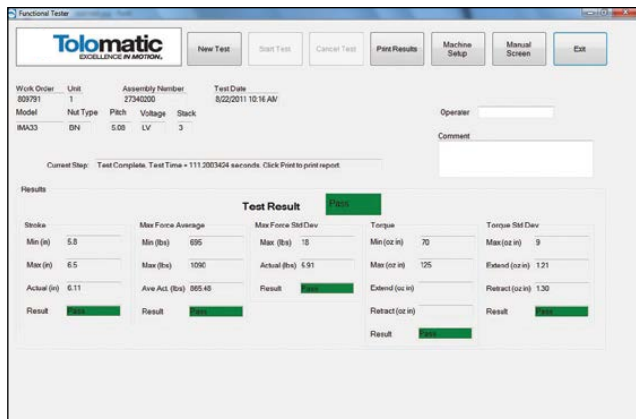 Functional Tester
Tolomatic
EXCELLENCE IN MOTION.
New Test
Start Test
Cancel Test
Print Results
Machine Setup
Manual Screen
Exit
Work Order Unit Assembly Number Test Date
809791 1 27340200 8/22/2011 10:16 AM
Model Nut Type Pitch Voltage Stack
IMA33 BN 5.08 LV 3
Operater
Comment
Current Step: Test Complete. Test Time = 111.2003424 seconds. Click Print to print report.
Results
Test Result Pass
Stroke
Min (in) 5.8
Max (in) 6.5
Actual (in) 6.11
Result Pass
Max Force Average
Min (lbs) 695
Max (lbs) 1090
Ave Act. (lbs) 865.48
Result Pass
Max Force Std Dev
Max (lbs) 18
Actual (lbs) 6.91
Result Pass
Torque
Min (oz in) 70
Max (oz in) 125
Extend (oz in)
Retract (oz in)
Result Pass
Torque Std Dev
Max (oz in) 9
Extend (oz in) 1.21
Retract (oz in) 1.30
Result Pass